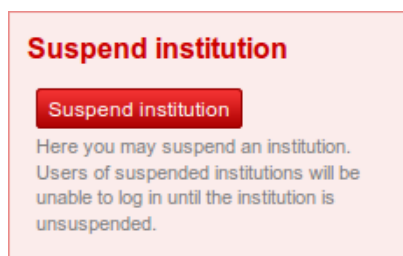 Suspend institution
Suspend institution
Here you may suspend an institution.
Users of suspended institutions will be
unable to log in until the institution is
unsuspended.